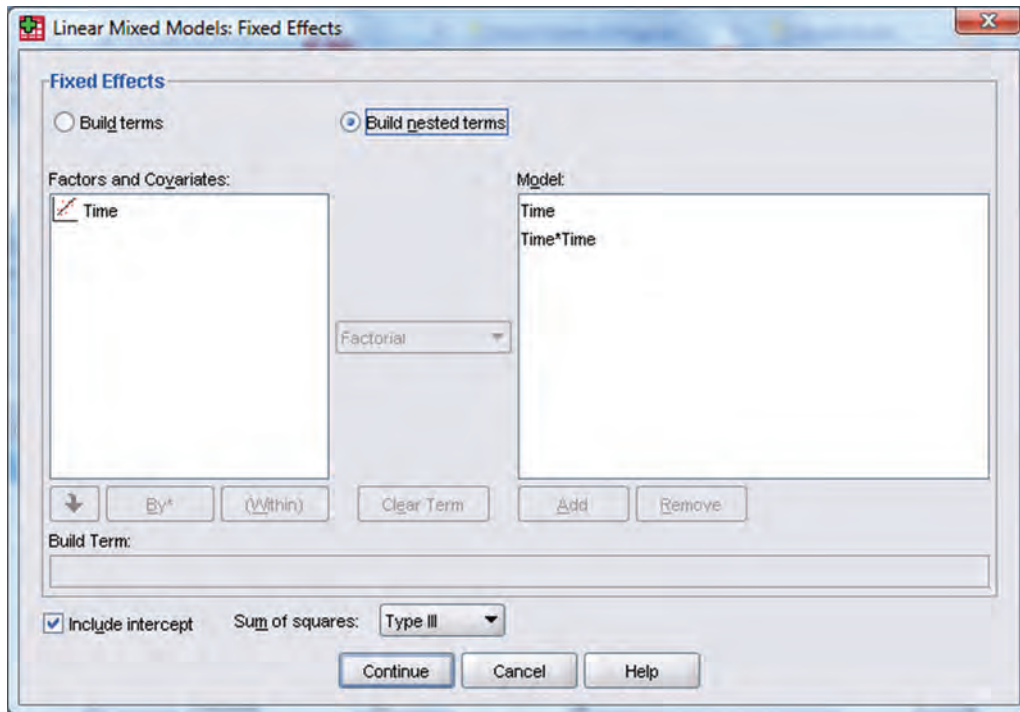 Linear Mixed Models: Fixed Effects
Fixed Effects
Build terms
Build nested terms
Factors and Covariates:
Model:
Time
Time
Time*Time
Factorial
By*
(Within)
Clear Term
Add
Remove
Build Term:
Include intercept
Sum of squares:
Type III
Continue
Cancel
Help